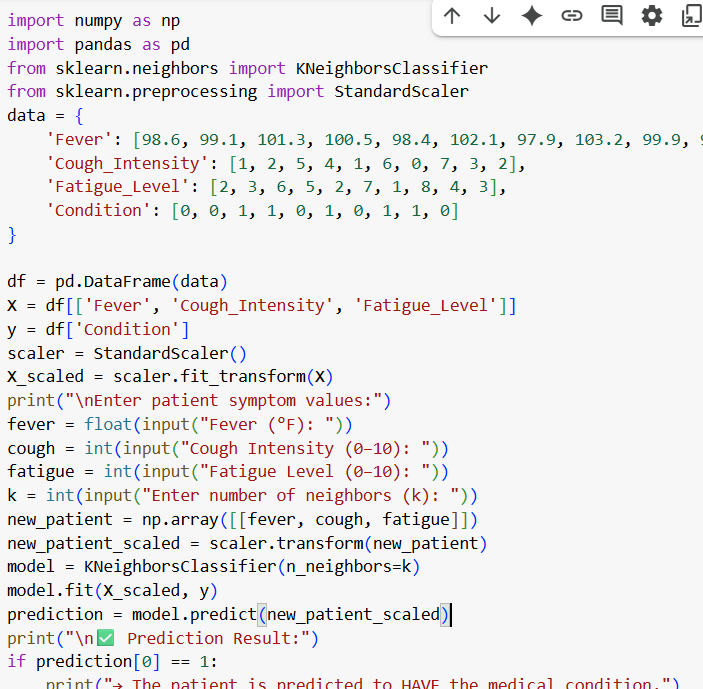 import numpy as np
import pandas as pd
from sklearn.neighbors import KNeighborsClassifier
from sklearn.preprocessing import StandardScaler
data = {
    'Fever': [98.6, 99.1, 101.3, 100.5, 98.4, 102.1, 97.9, 103.2, 99.9,
    'Cough_Intensity': [1, 2, 5, 4, 1, 6, 0, 7, 3, 2],
    'Fatigue_Level': [2, 3, 6, 5, 2, 7, 1, 8, 4, 3],
    'Condition': [0, 0, 1, 1, 0, 1, 0, 1, 1, 0]
}

df = pd.DataFrame(data)
X = df[['Fever', 'Cough_Intensity', 'Fatigue_Level']]
y = df['Condition']
scaler = StandardScaler()
X_scaled = scaler.fit_transform(X)
print("\nEnter patient symptom values:")
fever = float(input("Fever (°F): "))
cough = int(input("Cough Intensity (0–10): "))
fatigue = int(input("Fatigue Level (0–10): "))
k = int(input("Enter number of neighbors (k): "))
new_patient = np.array([[fever, cough, fatigue]])
new_patient_scaled = scaler.transform(new_patient)
model = KNeighborsClassifier(n_neighbors=k)
model.fit(X_scaled, y)
prediction = model.predict(new_patient_scaled)
print("\n✅ Prediction Result:")
if prediction[0] == 1:
    print("→ The patient is predicted to HAVE the medical condition.")